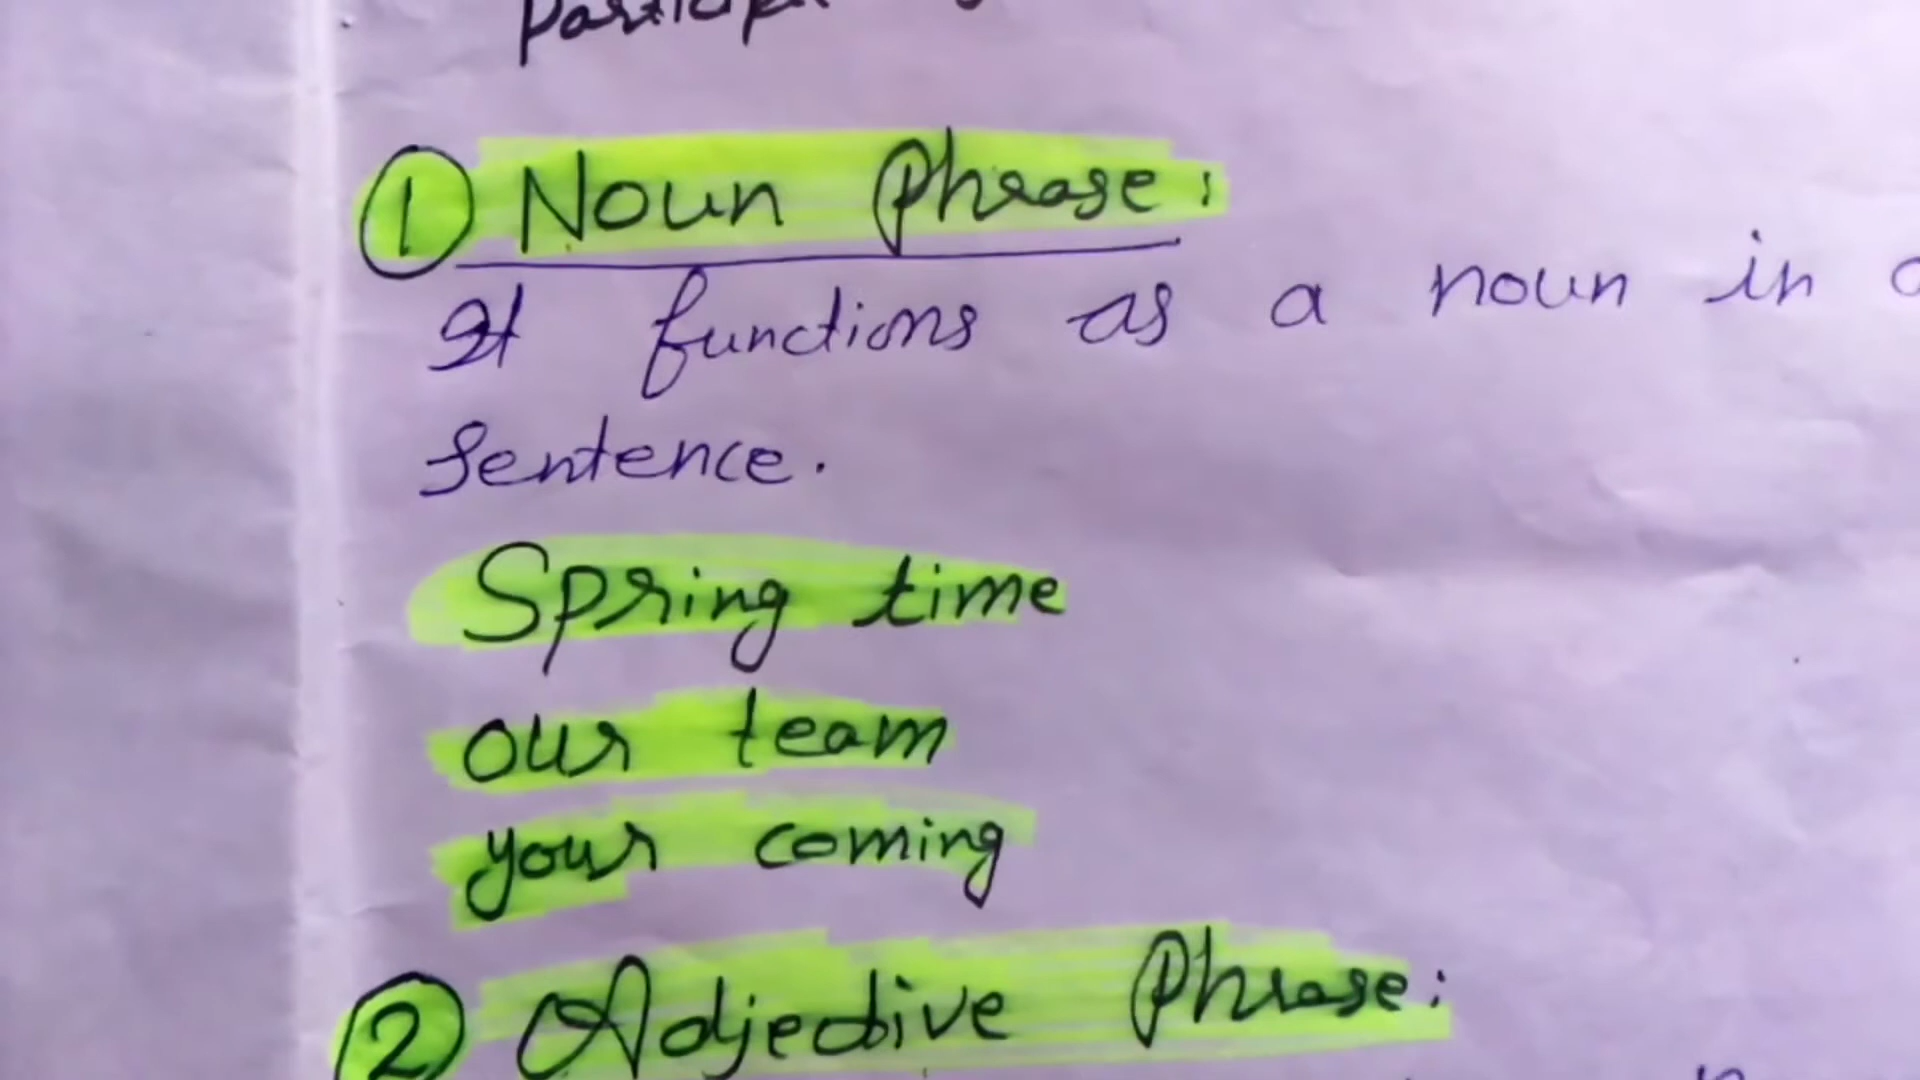 ① Noun Phrase:
It functions as a noun in
Sentence.
Spring time
our team
your coming
② Adjective Phrase: